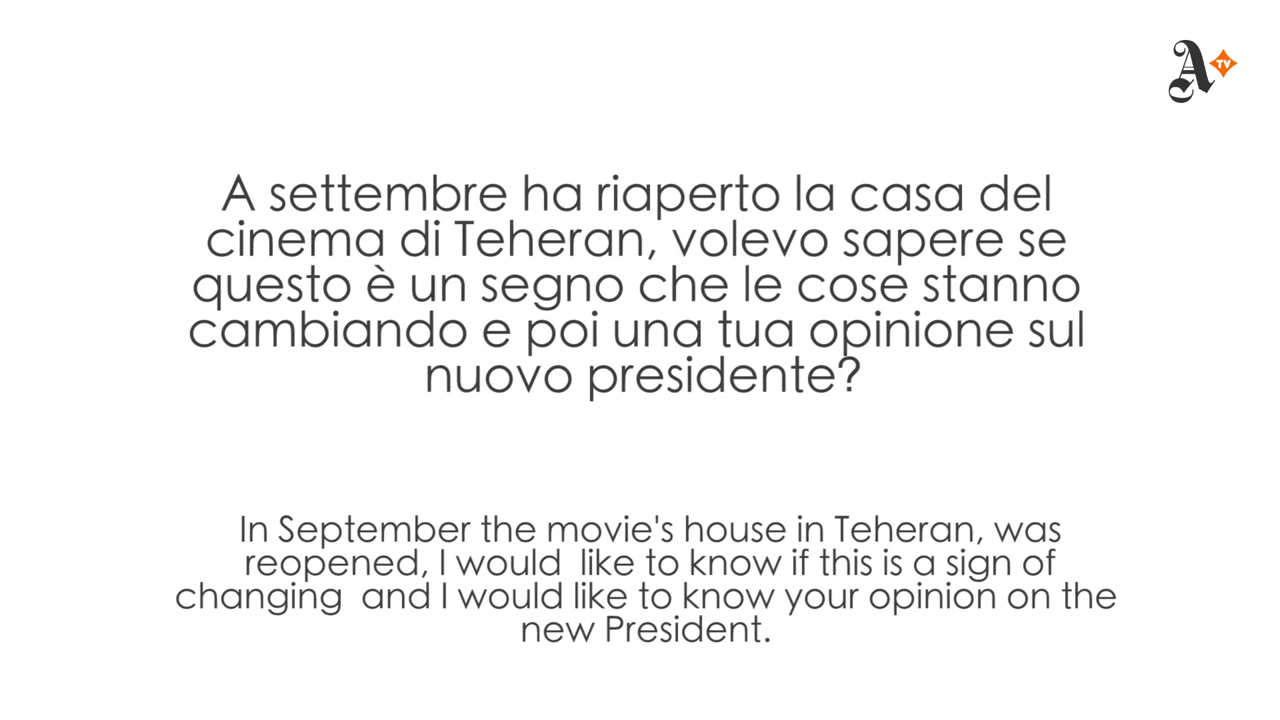 A TV
A settembre ha riaperto la casa del
cinema di Teheran, volevo sapere se
questo è un segno che le cose stanno
cambiando e poi una tua opinione sul
nuovo presidente?
In September the movie's house in Teheran, was
reopened, I would  like to know if this is a sign of
changing  and I would like to know your opinion on the
new President.